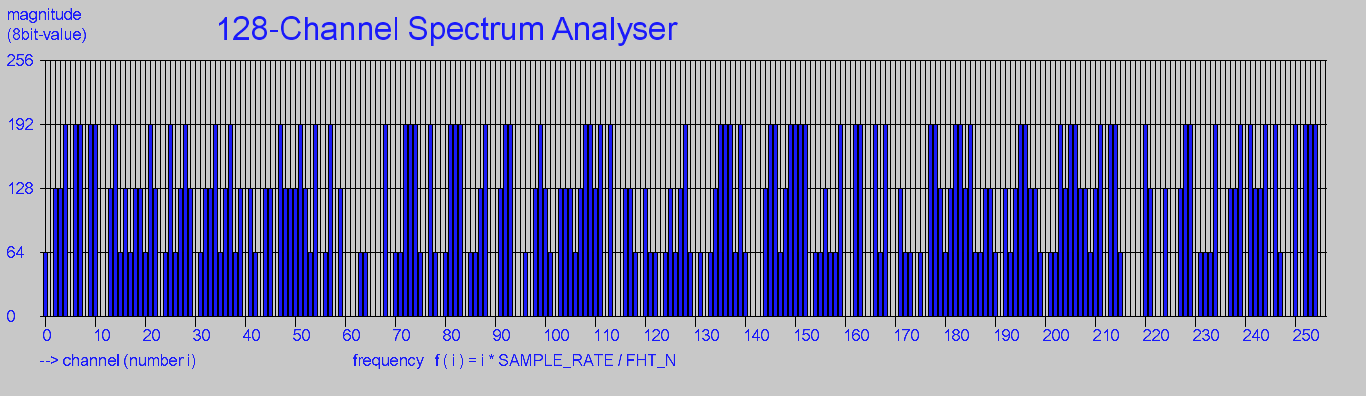 magnitude
(8bit-value)
128-Channel Spectrum Analyser
256
192
128
64
0
0 10 20 30 40 50 60 70 80 90 100 110 120 130 140 150 160 170 180 190 200 210 220 230 240 250
--> channel (number i)
frequency f ( i ) = i * SAMPLE_RATE / FHT_N